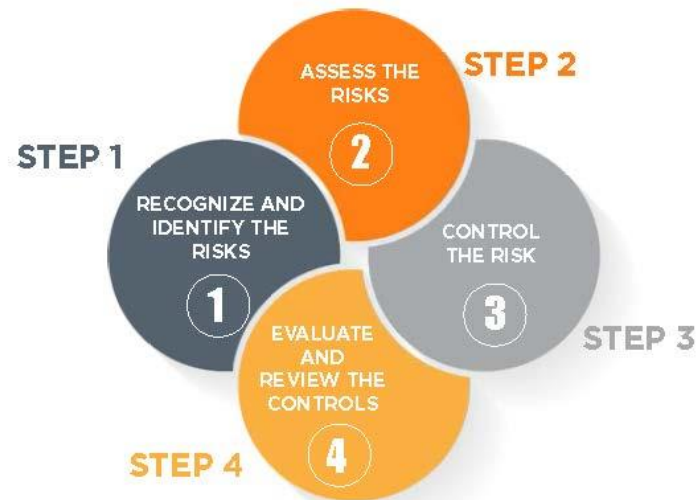 STEP 1
RECOGNIZE AND
IDENTIFY THE
RISKS
1
STEP 2
ASSESS THE
RISKS
2
CONTROL
THE RISK
3
STEP 3
EVALUATE
AND
REVIEW THE
CONTROLS
4
STEP 4